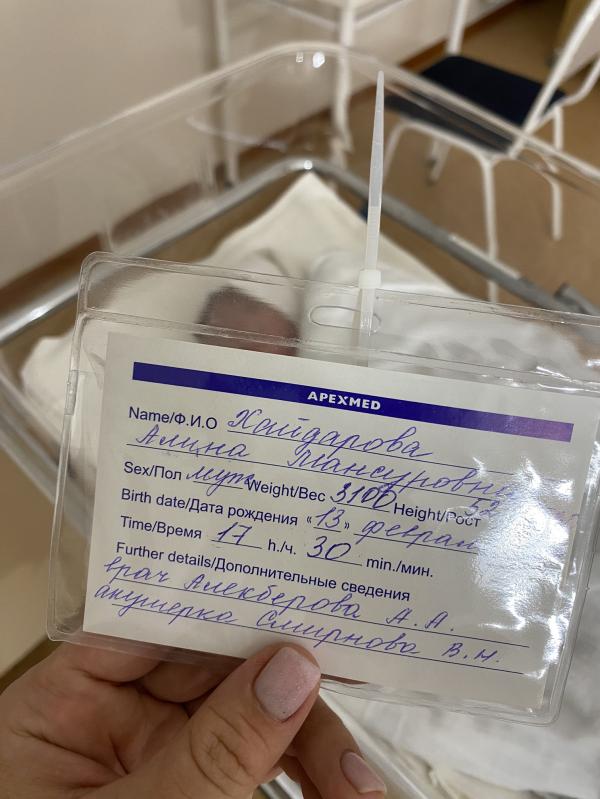 APEXMED
Name/Ф.И.О Хайдарова
Алина Мансуровна
Sex/Пол муж Weight/Вес 3100 Height/Рост
Birth date/Дата рождения «13» феврал
Time/Время 17 h./ч. 30 min./мин.
Further details/Дополнительные сведения
врач Алекберова А.А.
акушерка Смирнова В.Н.